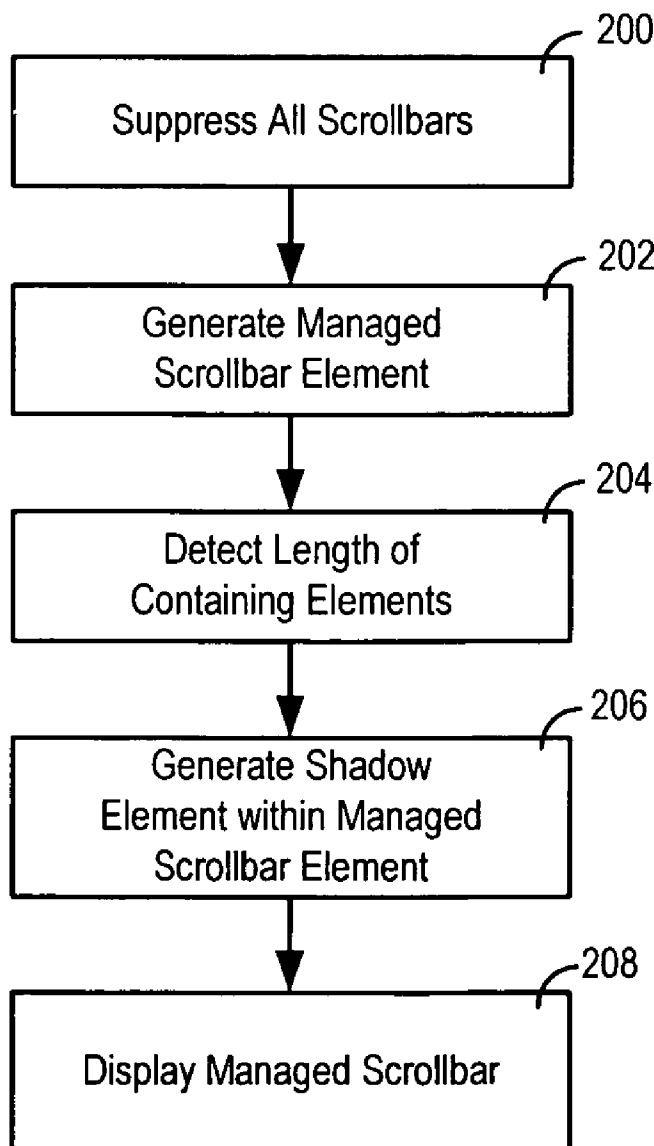 200
Suppress All Scrollbars
202
Generate Managed
Scrollbar Element
204
Detect Length of
Containing Elements
206
Generate Shadow
Element within Managed
Scrollbar Element
208
Display Managed Scrollbar